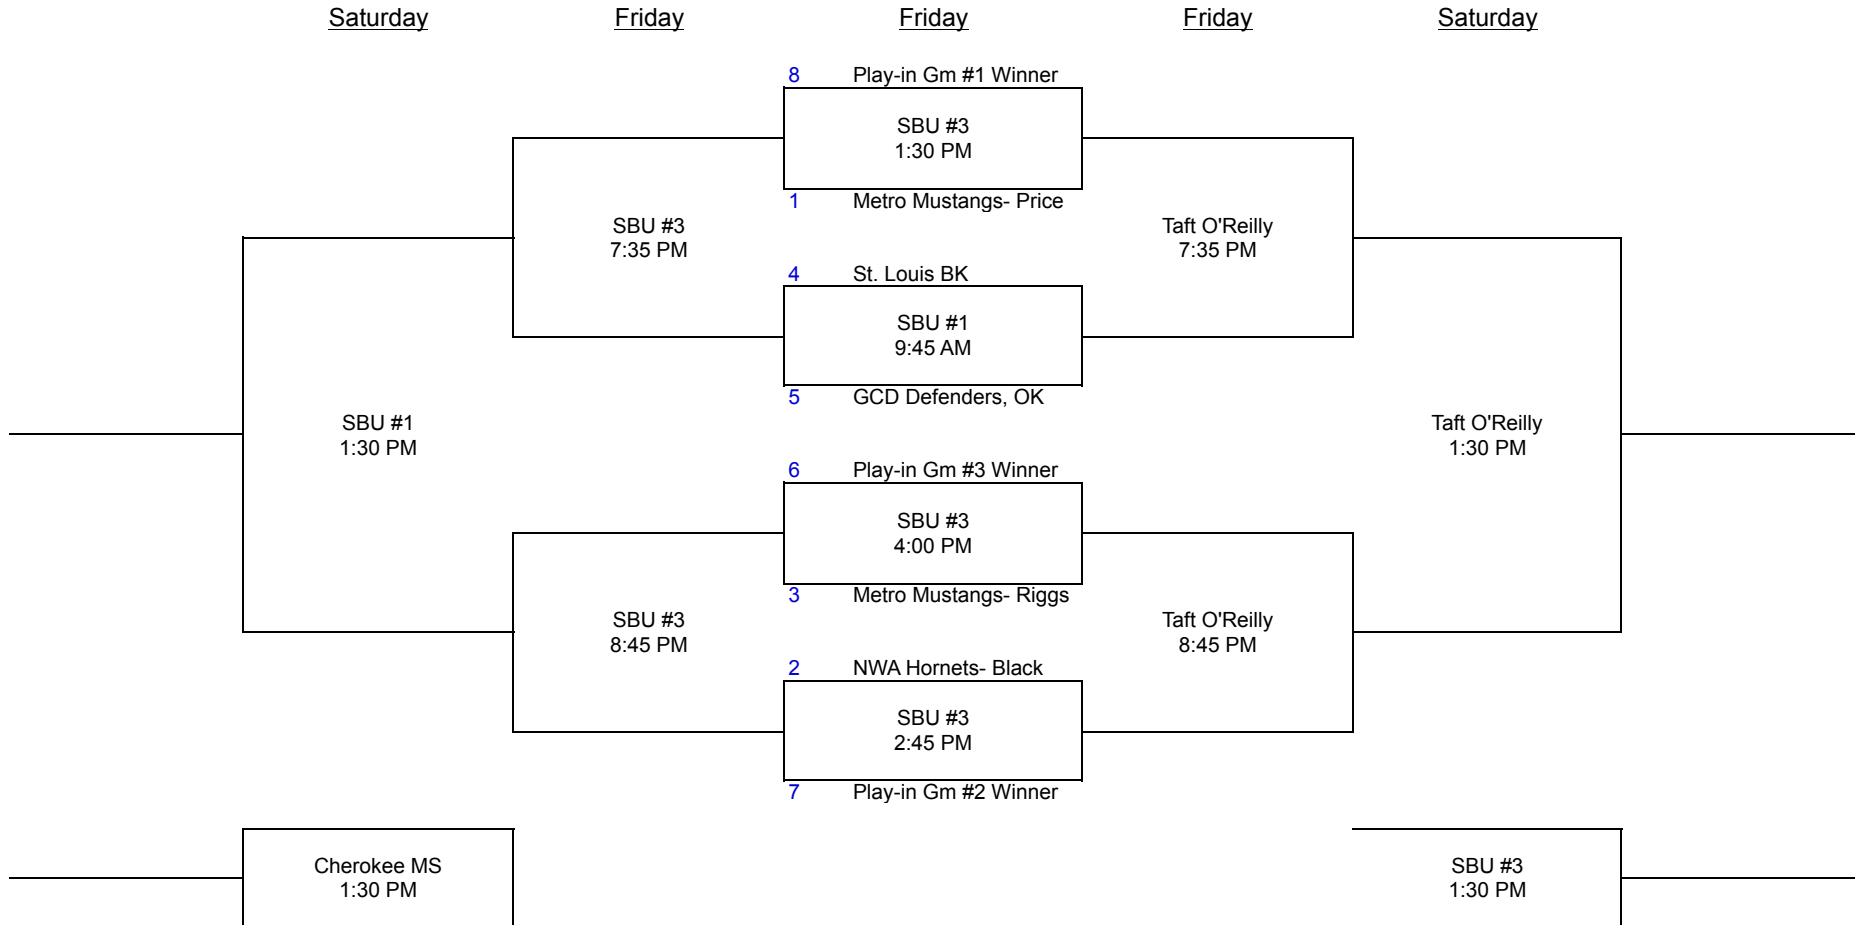 Saturday Friday Friday Friday Saturday
8 Play-in Gm #1 Winner
SBU #3
1:30 PM
1 Metro Mustangs- Price
SBU #3 Taft O'Reilly
7:35 PM 7:35 PM
4 St. Louis BK
SBU #1
9:45 AM
5 GCD Defenders, OK
SBU #1 Taft O'Reilly
1:30 PM 1:30 PM
6 Play-in Gm #3 Winner
SBU #3
4:00 PM
3 Metro Mustangs- Riggs
SBU #3 Taft O'Reilly
8:45 PM 8:45 PM
2 NWA Hornets- Black
SBU #3
2:45 PM
7 Play-in Gm #2 Winner
Cherokee MS SBU #3
1:30 PM 1:30 PM